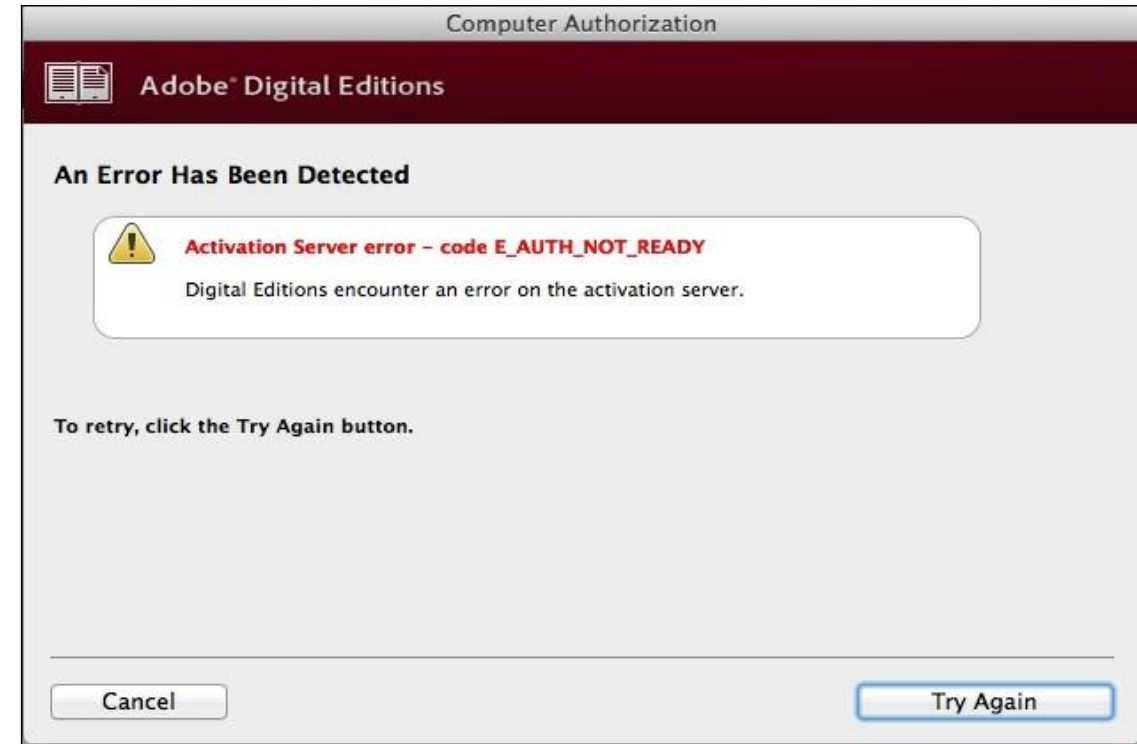 Computer Authorization
Adobe® Digital Editions
An Error Has Been Detected
Activation Server error – code E_AUTH_NOT_READY
Digital Editions encounter an error on the activation server.
To retry, click the Try Again button.
Cancel
Try Again